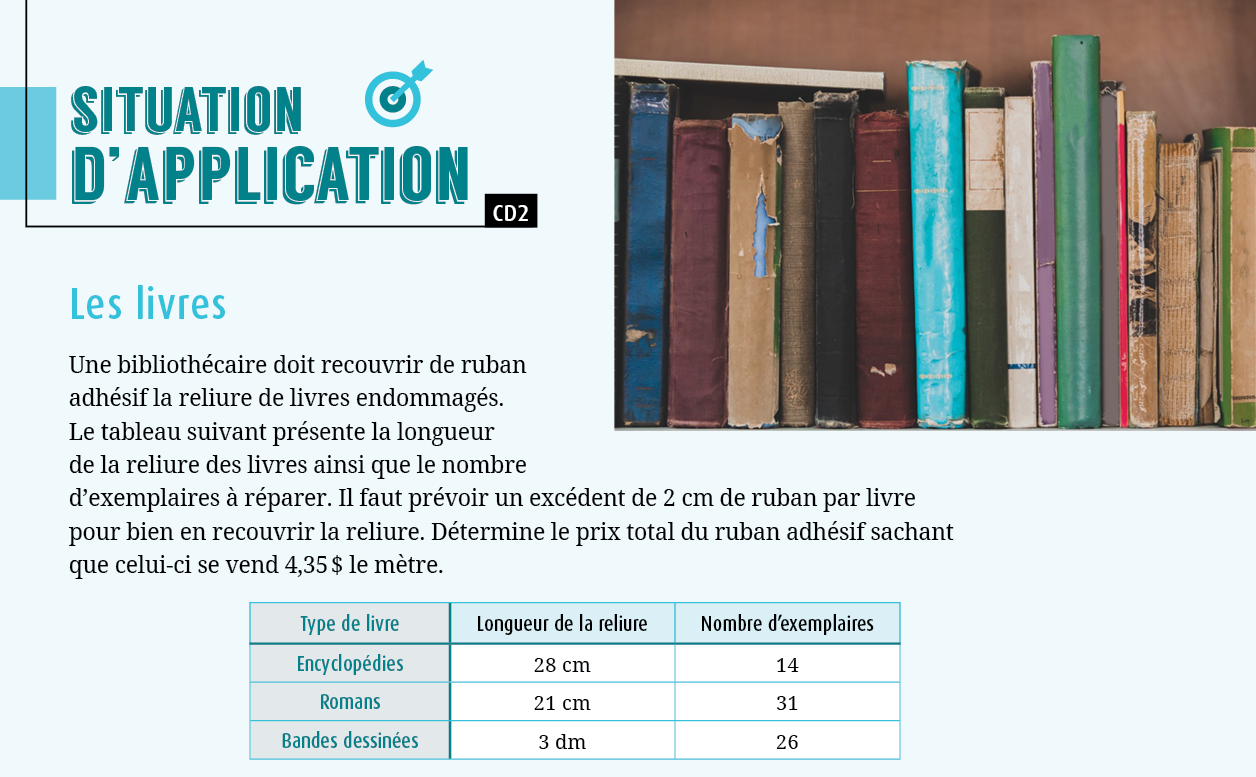 SITUATION
D'APPLICATION
CD2
Les livres
Une bibliothécaire doit recouvrir de ruban
adhésif la reliure de livres endommagés.
Le tableau suivant présente la longueur
de la reliure des livres ainsi que le nombre
d'exemplaires à réparer. Il faut prévoir un excédent de 2 cm de ruban par livre
pour bien en recouvrir la reliure. Détermine le prix total du ruban adhésif sachant
que celui-ci se vend 4,35 $ le mètre.
Type de livre Longueur de la reliure Nombre d'exemplaires
Encyclopédies 28 cm 14
Romans 21 cm 31
Bandes dessinées 3 dm 26